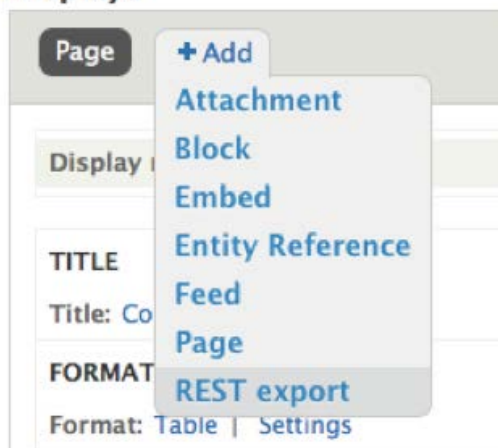 Page +Add
Attachment
Block
Display
Embed
Entity Reference
TITLE
Feed
Title: Co
Page
FORMAT
REST export
Format: Table | Settings